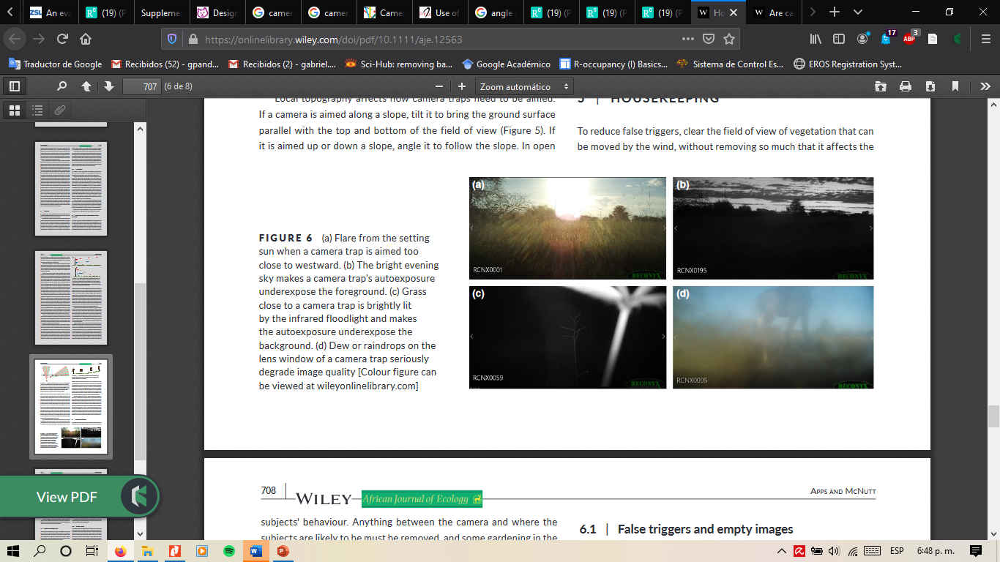 An eva
(19) (P
Suppleme
Design
camer
camer
Camer
Use of
angle
(19) (P
(19) (P
(19) (P
Ho
Are ca
https://onlinelibrary.wiley.com/doi/pdf/10.1111/aje.12563
17
3
Traductor de Google
Recibidos (52) - gpand...
Recibidos (2) - gabriel....
Sci-Hub: removing ba...
Google Académico
R-occupancy (I) Basics...
Sistema de Control Es...
EROS Registration Syst...
707 (6 de 8)
Zoom automático
Local topography affects how camera traps need to be aimed.
If a camera is aimed along a slope, tilt it to bring the ground surface
parallel with the top and bottom of the field of view (Figure 5). If
it is aimed up or down a slope, angle it to follow the slope. In open
5 | HOUSEKEEPING
To reduce false triggers, clear the field of view of vegetation that can
be moved by the wind, without removing so much that it affects the
FIGURE 6 (a) Flare from the setting
sun when a camera trap is aimed too
close to westward. (b) The bright evening
sky makes a camera trap's autoexposure
underexpose the foreground. (c) Grass
close to a camera trap is brightly lit
by the infrared floodlight and makes
the autoexposure underexpose the
background. (d) Dew or raindrops on the
lens window of a camera trap seriously
degrade image quality [Colour figure can
be viewed at wileyonlinelibrary.com]
(a)
RCNX0001
RECONYX
(b)
RCNX0195
RECONYX
(c)
RCNX0059
RECONYX
(d)
RCNX0005
RECONYX
View PDF
708
WILEY African Journal of Ecology
APPS AND MCNUTT
subjects' behaviour. Anything between the camera and where the
subjects are likely to be must be removed, and some gardening in the
6.1 | False triggers and empty images
ESP
6:48 p. m.